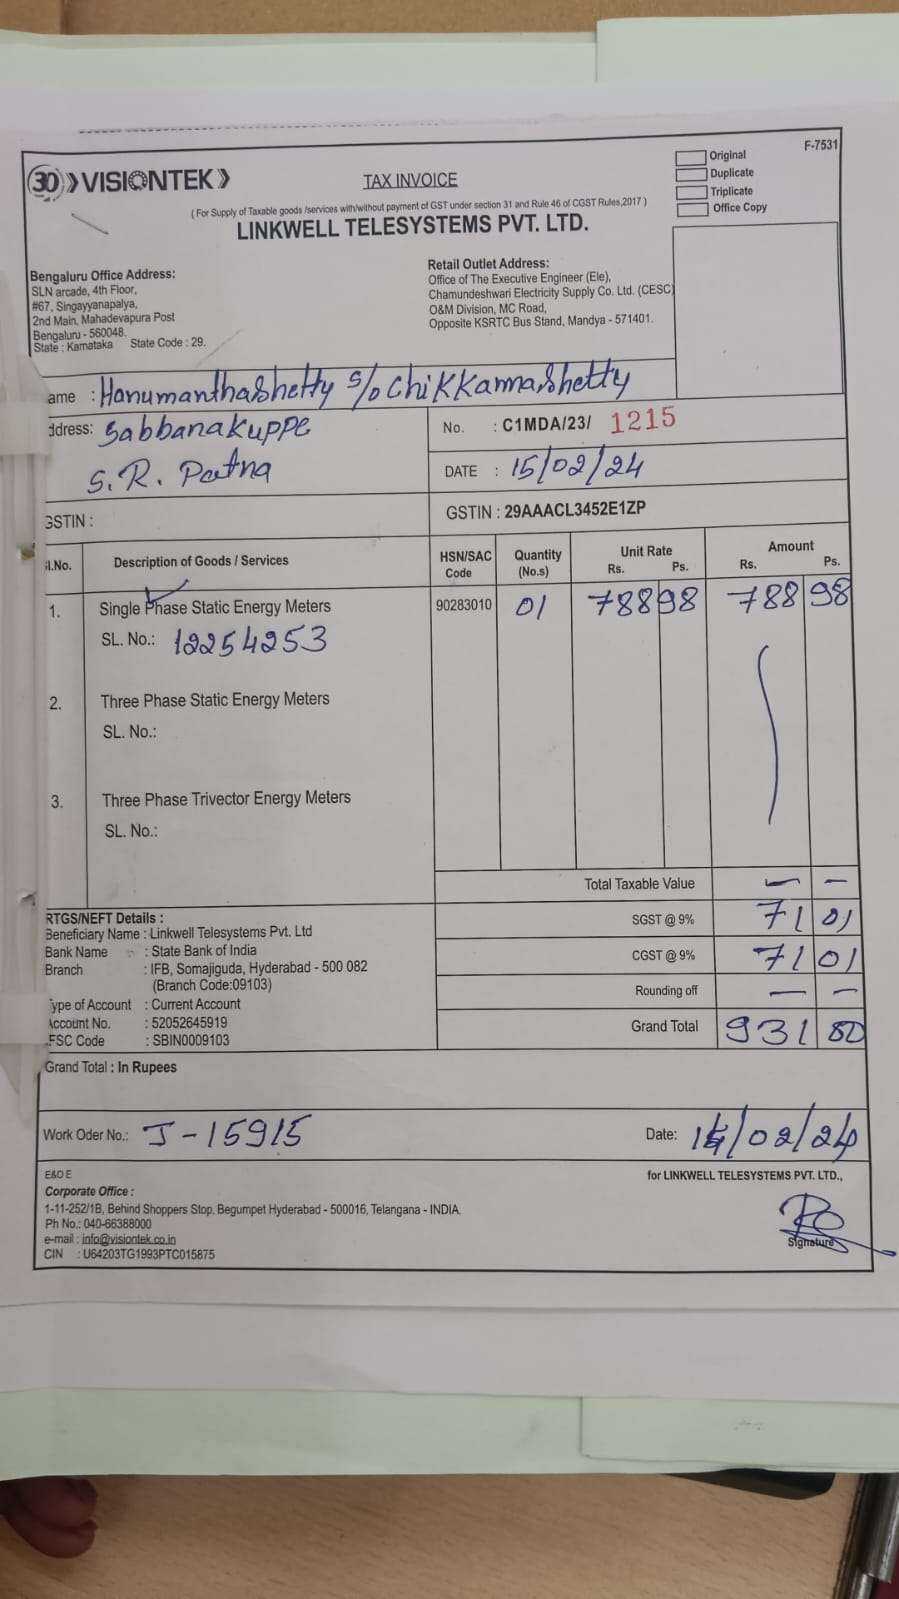 30 VISIONTEK
TAX INVOICE
Original
Duplicate
Triplicate
Office Copy
F-7531
( For Supply of Taxable goods /services with/without payment of GST under section 31 and Rule 46 of CGST Rules,2017 )
LINKWELL TELESYSTEMS PVT. LTD.
Bengaluru Office Address:
SLN arcade, 4th Floor,
#67, Singayyanapalya,
2nd Main, Mahadevapura Post
Bengaluru - 560048.
State : Karnataka State Code : 29.
Retail Outlet Address:
Office of The Executive Engineer (Ele),
Chamundeshwari Electricity Supply Co. Ltd. (CESC)
O&M Division, MC Road,
Opposite KSRTC Bus Stand, Mandya - 571401.
ame : Hanumanthashetty S/o Chikkannashetty
ddress: Sabbanakuppe
S. R. Patna
No. : C1MDA/23/ 1215
DATE : 15/02/24
GSTIN :
GSTIN : 29AAACL3452E1ZP
Sl.No. Description of Goods / Services HSN/SAC Code Quantity (No.s) Unit Rate Rs. Ps. Amount Rs. Ps.
1. Single Phase Static Energy Meters 90283010 01 788 98 788 98
SL. No.: 12254253
2. Three Phase Static Energy Meters
SL. No.:
3. Three Phase Trivector Energy Meters
SL. No.:
Total Taxable Value — —
SGST @ 9% 71 01
CGST @ 9% 71 01
Rounding off — —
Grand Total 931 00
RTGS/NEFT Details :
Beneficiary Name : Linkwell Telesystems Pvt. Ltd
Bank Name : State Bank of India
Branch : IFB, Somajiguda, Hyderabad - 500 082
(Branch Code:09103)
Type of Account : Current Account
Account No. : 52052645919
IFSC Code : SBIN0009103
Grand Total : In Rupees
Work Oder No.: J-15915
Date: 14/02/24
E&O E
Corporate Office :
1-11-252/1B, Behind Shoppers Stop, Begumpet Hyderabad - 500016, Telangana - INDIA.
Ph No.: 040-66388000
e-mail : info@visiontek.co.in
CIN : U64203TG1993PTC015875
for LINKWELL TELESYSTEMS PVT. LTD.,
Signature